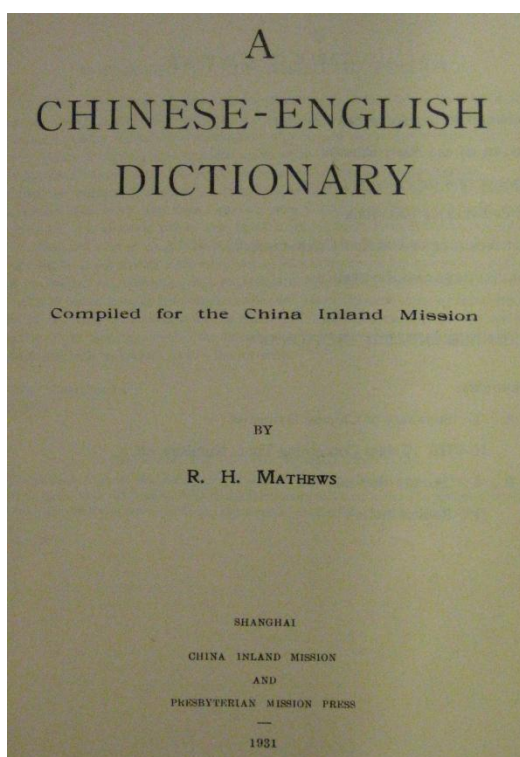 A
CHINESE-ENGLISH
DICTIONARY
Compiled for the China Inland Mission
BY
R. H. MATHEWS
SHANGHAI
CHINA INLAND MISSION
AND
PRESBYTERIAN MISSION PRESS
—
1931